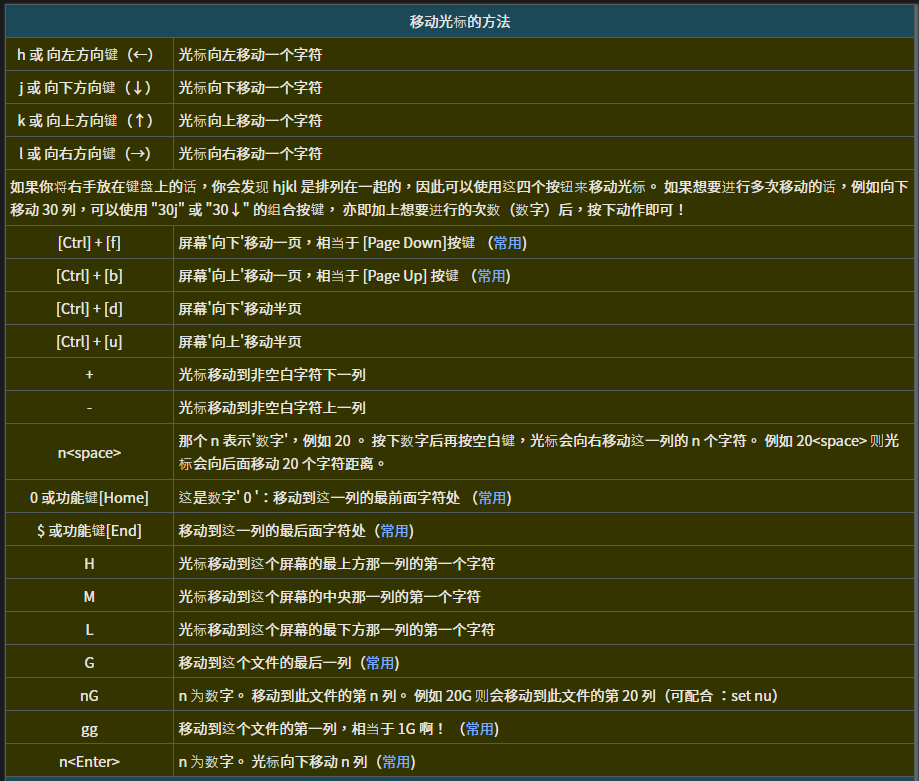 移动光标的方法
h 或 向左方向键（←） 光标向左移动一个字符
j 或 向下方向键（↓） 光标向下移动一个字符
k 或 向上方向键（↑） 光标向上移动一个字符
l 或 向右方向键（→） 光标向右移动一个字符
如果你将右手放在键盘上的话，你会发现 hjkl 是排列在一起的，因此可以使用这四个按钮来移动光标。 如果想要进行多次移动的话，例如向下
移动 30 列，可以使用 "30j" 或 "30↓" 的组合按键， 亦即加上想要进行的次数（数字）后，按下动作即可！
[Ctrl] + [f] 屏幕'向下'移动一页，相当于 [Page Down]按键 （常用)
[Ctrl] + [b] 屏幕'向上'移动一页，相当于 [Page Up] 按键 （常用)
[Ctrl] + [d] 屏幕'向下'移动半页
[Ctrl] + [u] 屏幕'向上'移动半页
+ 光标移动到非空白字符下一列
- 光标移动到非空白字符上一列
n<space> 那个 n 表示'数字'，例如 20 。 按下数字后再按空白键，光标会向右移动这一列的 n 个字符。 例如 20<space> 则光
标会向后面移动 20 个字符距离。
0 或功能键[Home] 这是数字' 0 '：移动到这一列的最前面字符处 （常用)
$ 或功能键[End] 移动到这一列的最后面字符处（常用)
H 光标移动到这个屏幕的最上方那一列的第一个字符
M 光标移动到这个屏幕的中央那一列的第一个字符
L 光标移动到这个屏幕的最下方那一列的第一个字符
G 移动到这个文件的最后一列（常用)
nG n 为数字。 移动到此文件的第 n 列。 例如 20G 则会移动到此文件的第 20 列（可配合 ：set nu）
gg 移动到这个文件的第一列，相当于 1G 啊！ （常用)
n<Enter> n 为数字。 光标向下移动 n 列（常用)